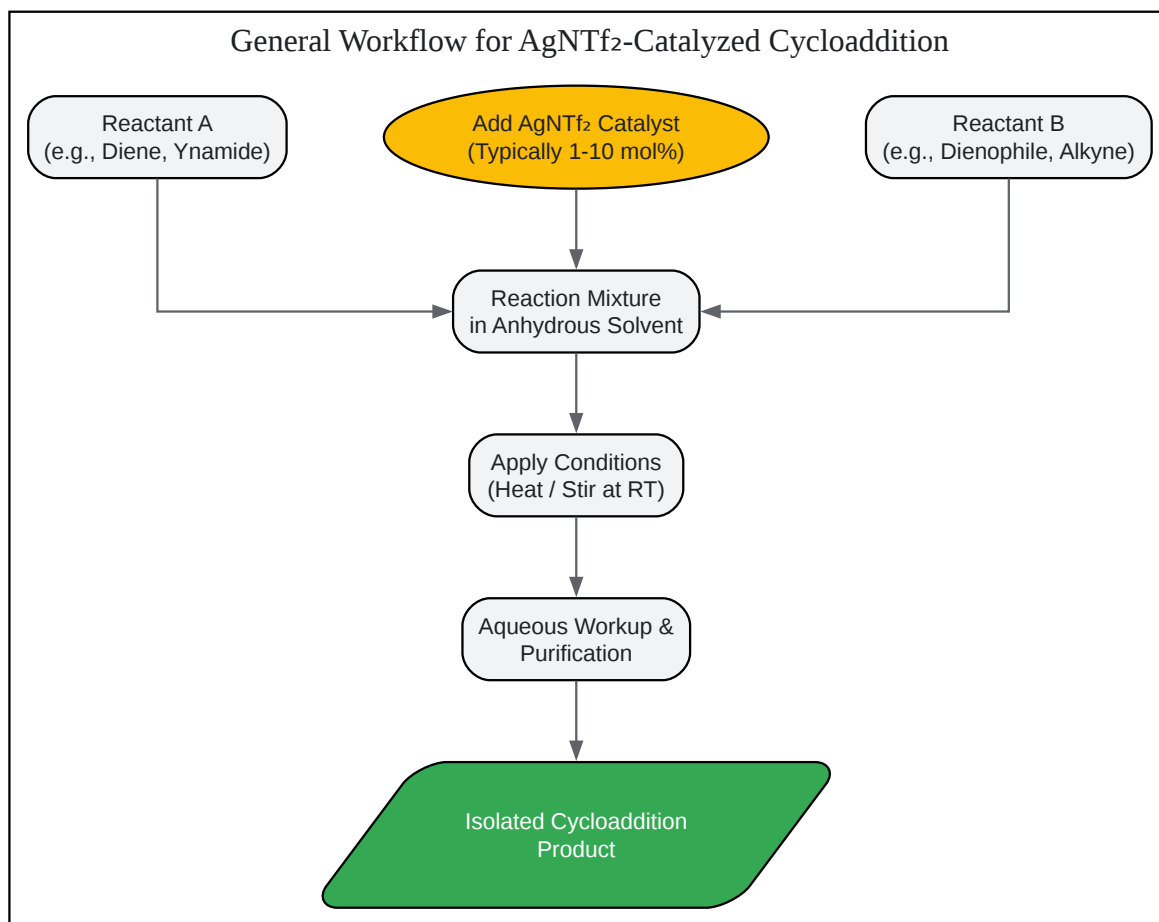 General Workflow for AgNTf₂-Catalyzed Cycloaddition
Reactant A
(e.g., Diene, Ynamide)
Add AgNTf₂ Catalyst
(Typically 1-10 mol%)
Reactant B
(e.g., Dienophile, Alkyne)
Reaction Mixture
in Anhydrous Solvent
Apply Conditions
(Heat / Stir at RT)
Aqueous Workup &
Purification
Isolated Cycloaddition
Product